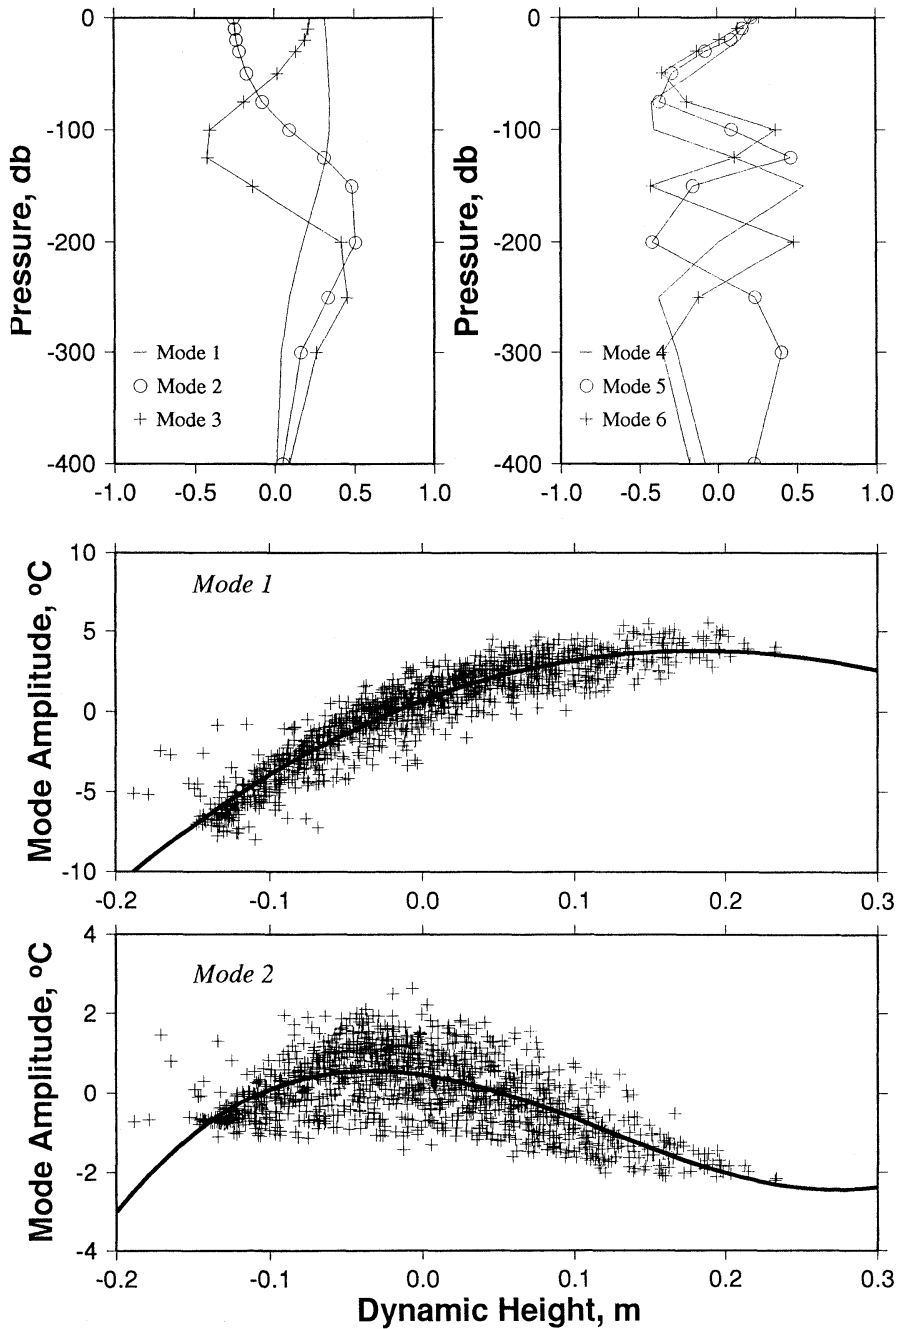 0
-100
-200
-300
-400
Pressure, db
-1.0 -0.5 0.0 0.5 1.0
Mode 1
Mode 2
Mode 3
0
-100
-200
-300
-400
Pressure, db
-1.0 -0.5 0.0 0.5 1.0
Mode 4
Mode 5
Mode 6
10
5
0
-5
-10
Mode Amplitude, ºC
Mode 1
-0.2 -0.1 0.0 0.1 0.2 0.3
4
2
0
-2
-4
Mode Amplitude, ºC
Mode 2
-0.2 -0.1 0.0 0.1 0.2 0.3
Dynamic Height, m